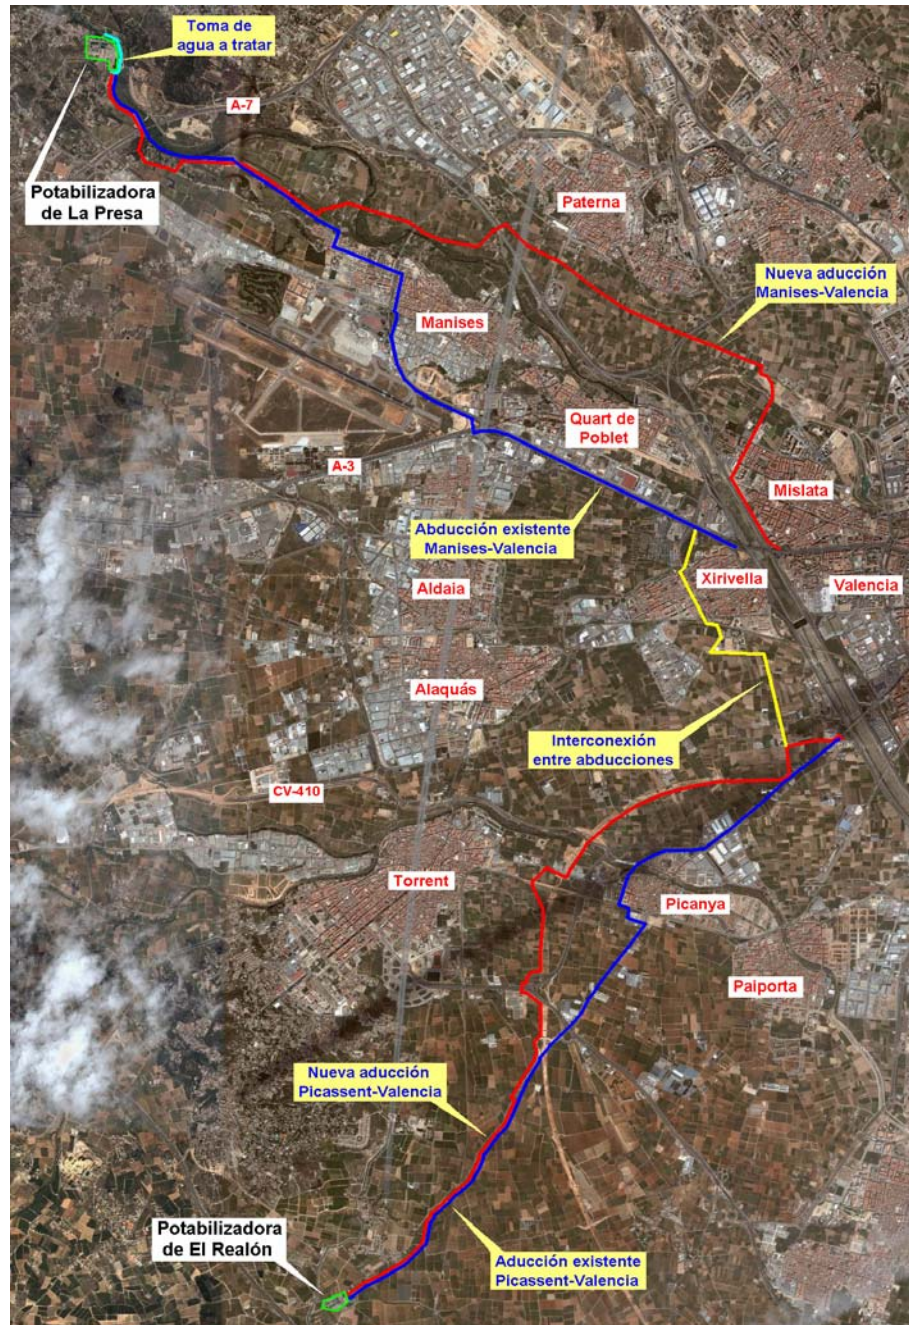 Toma de
agua a tratar
A-7
Potabilizadora
de La Presa
Paterna
Nueva aducción
Manises-Valencia
Manises
Quart de
Poblet
A-3
Mislata
Abducción existente
Manises-Valencia
Xirivella
Valencia
Aldaia
Alaquás
Interconexión
entre abducciones
CV-410
Torrent
Picanya
Paiporta
Nueva aducción
Picassent-Valencia
Potabilizadora
de El Realón
Aducción existente
Picassent-Valencia